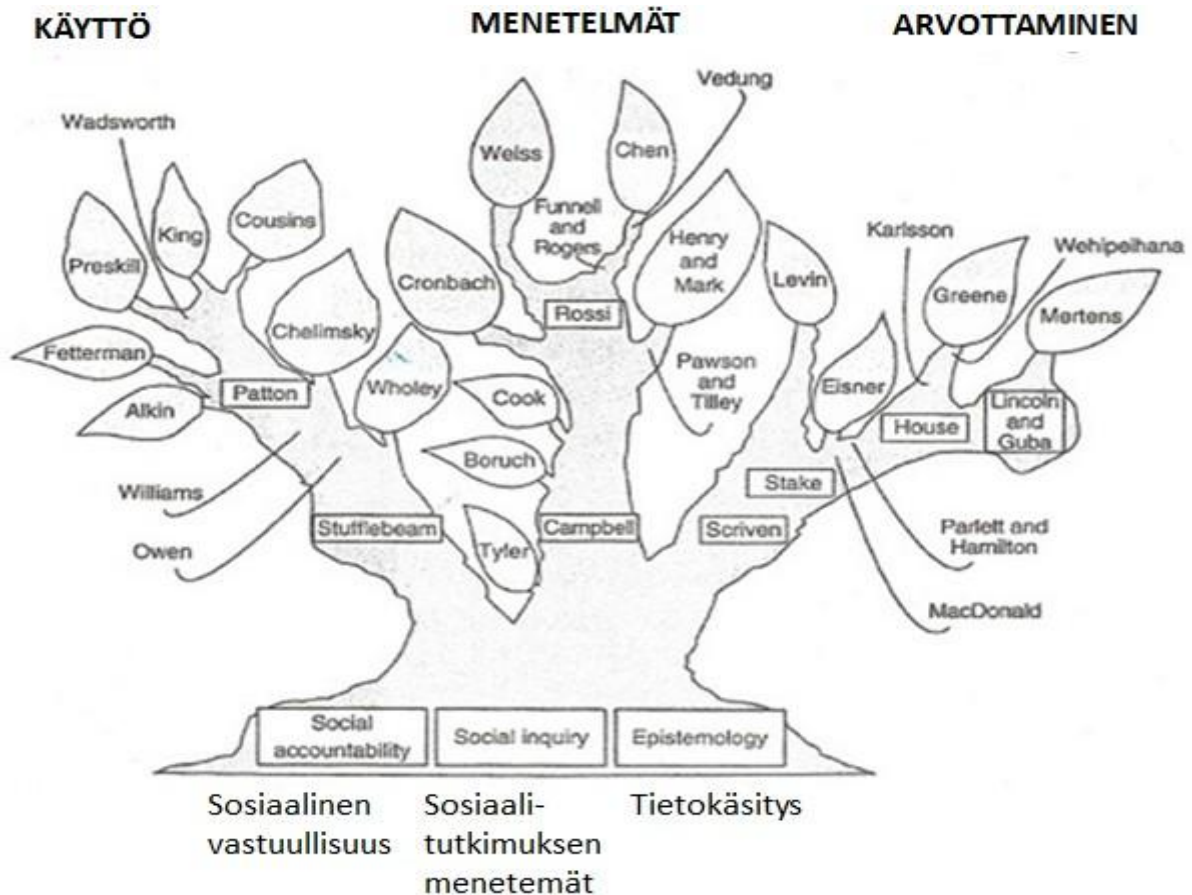 KÄYTTÖ
MENETELMÄT
ARVOTTAMINEN
Vedung
Wadsworth
Weiss
Chen
King
Cousins
Preskill
Funnell
and
Rogers
Henry
and
Mark
Karlsson
Wehipeihana
Cronbach
Levin
Greene
Mertens
Chelimsky
Rossi
Fetterman
Patton
Wholey
Cook
Pawson
and
Tilley
Eisner
Alkin
House
Lincoln
and
Guba
Boruch
Williams
Stake
Stufflebeam
Campbell
Scriven
Owen
Tyler
Parlett and
Hamilton
MacDonald
Social
accountability
Social inquiry
Epistemology
Sosiaalinen
vastuullisuus
Sosiaali-
tutkimuksen
menetemät
Tietokäsitys